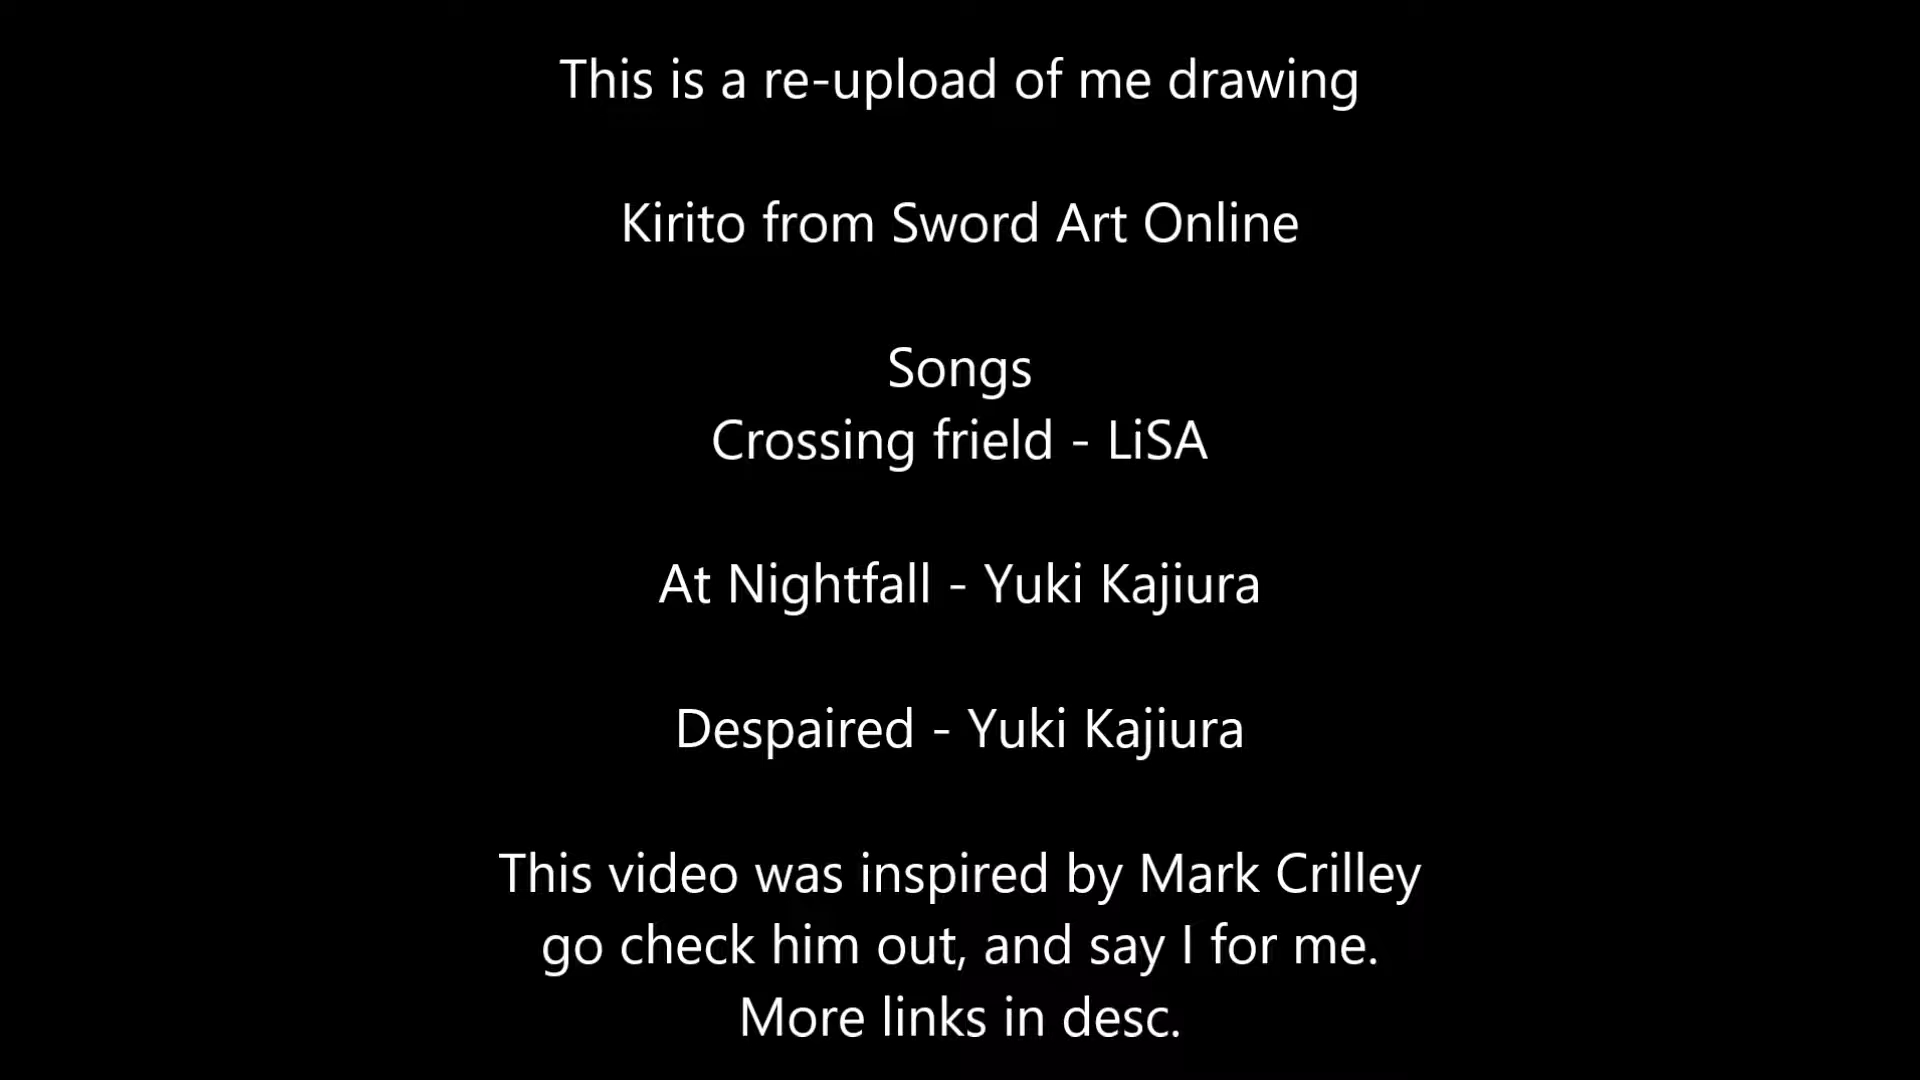 This is a re-upload of me drawing
Kirito from Sword Art Online
Songs
Crossing frield - LiSA
At Nightfall - Yuki Kajiura
Despaired - Yuki Kajiura
This video was inspired by Mark Crilley
go check him out, and say I for me.
More links in desc.